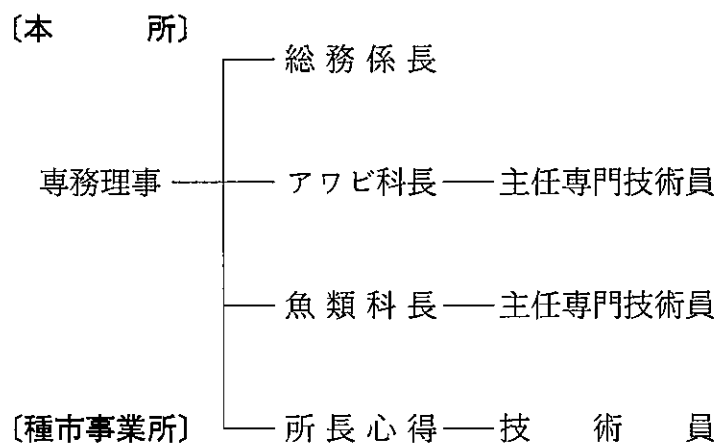 〔本　　所〕
総務係長
専務理事 アワビ科長 主任専門技術員
魚類科長 主任専門技術員
〔種市事業所〕 所長心得 技術員